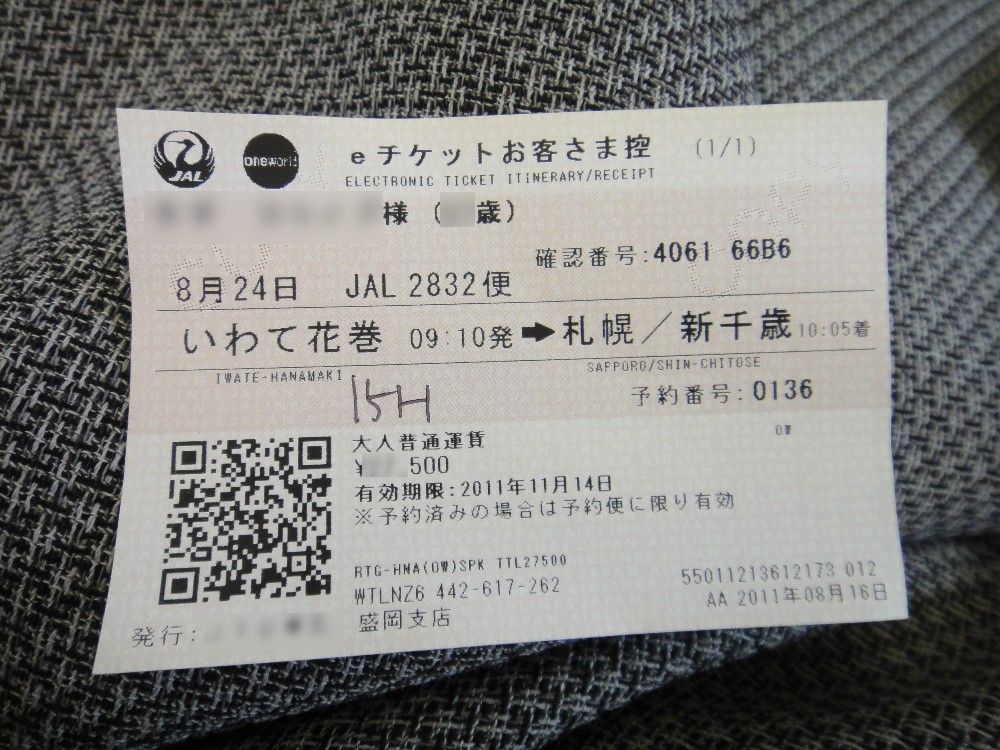 JAL oneworld eチケットお客さま控 (1/1)
ELECTRONIC TICKET ITINERARY/RECEIPT
様 ( 歳)
確認番号:4061 66B6
8月24日 JAL 2832便
いわて花巻 09:10発 ➡ 札幌/新千歳 10:05着
IWATE-HANAMAKI SAPPORO/SHIN-CHITOSE
予約番号:0136
OW
大人普通運賃
¥ 500
有効期限:2011年11月14日
※予約済みの場合は予約便に限り有効
RTG-HNA(OW)SPK TTL27500
WTLNZ6 442-617-262
55011213612173 012
AA 2011年08月16日
盛岡支店
発行: